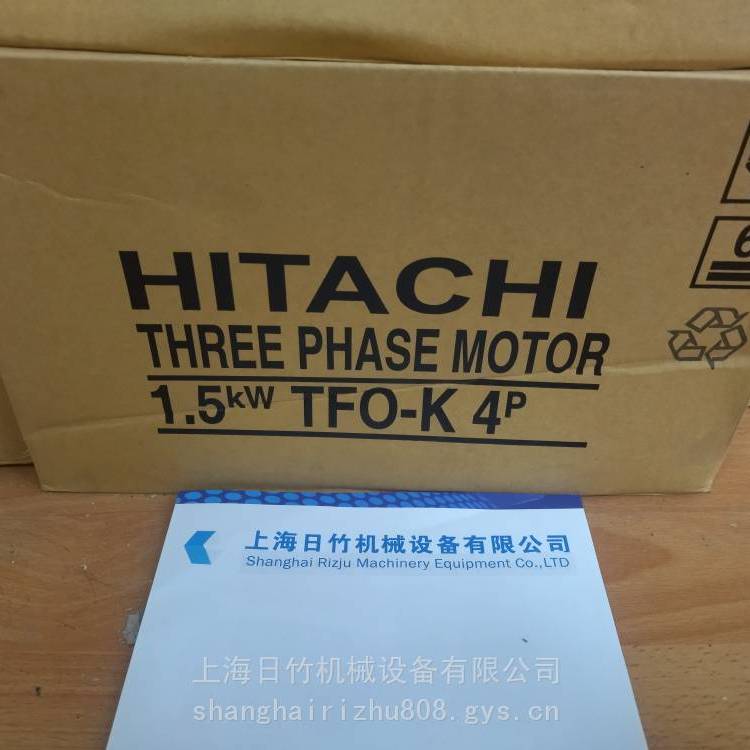 HITACHI
THREE PHASE MOTOR
1.5kW TFO-K 4P
6
上海日竹机械设备有限公司
Shanghai Rizju Machinery Equipment Co.,LTD
上海日竹机械设备有限公司
shanghairizhu808.gys.cn